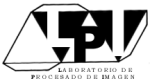 LPI
LABORATORIO DE
PROCESADO DE IMAGEN